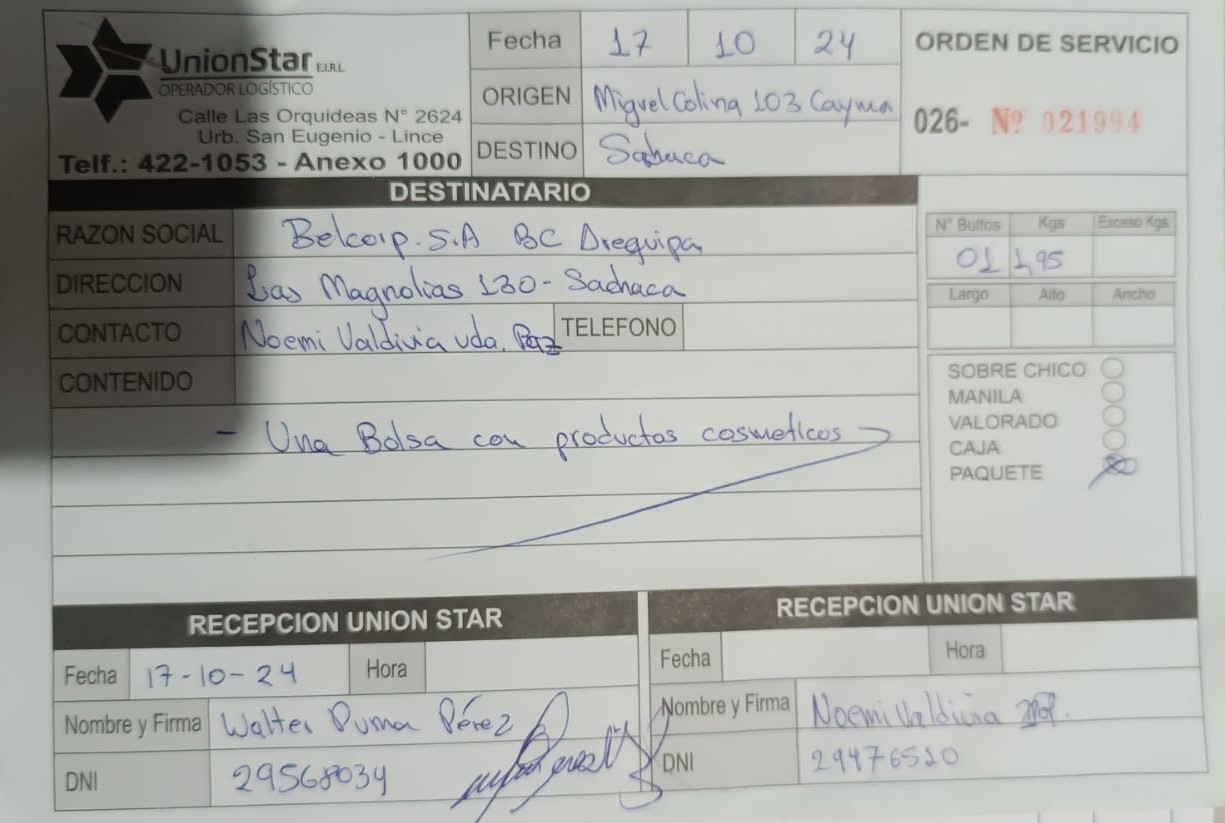 UnionStar E.I.R.L
OPERADOR LOGÍSTICO
Calle Las Orquideas N° 2624
Urb. San Eugenio - Lince
Telf.: 422-1053 - Anexo 1000
Fecha 17 10 24
ORIGEN Miguel Colina 103 Cayma
DESTINO Sabaca
ORDEN DE SERVICIO
026- Nº 021994
DESTINATARIO
RAZON SOCIAL Belcorp. S.A BC Arequipa
DIRECCION Las Magnolias 130- Sachaca
CONTACTO Noemi Valdivia vda. Paz TELEFONO
CONTENIDO
- Una Bolsa con productos cosmeticos
N° Bultos Kgs Exceso Kgs.
01 1,95
Largo Alto Ancho
SOBRE CHICO
MANILA
VALORADO
CAJA
PAQUETE
RECEPCION UNION STAR
Fecha 17-10-24 Hora
Nombre y Firma Walter Puma Pérez
DNI 29568034
RECEPCION UNION STAR
Fecha Hora
Nombre y Firma Noemi Valdivia
DNI 29476510